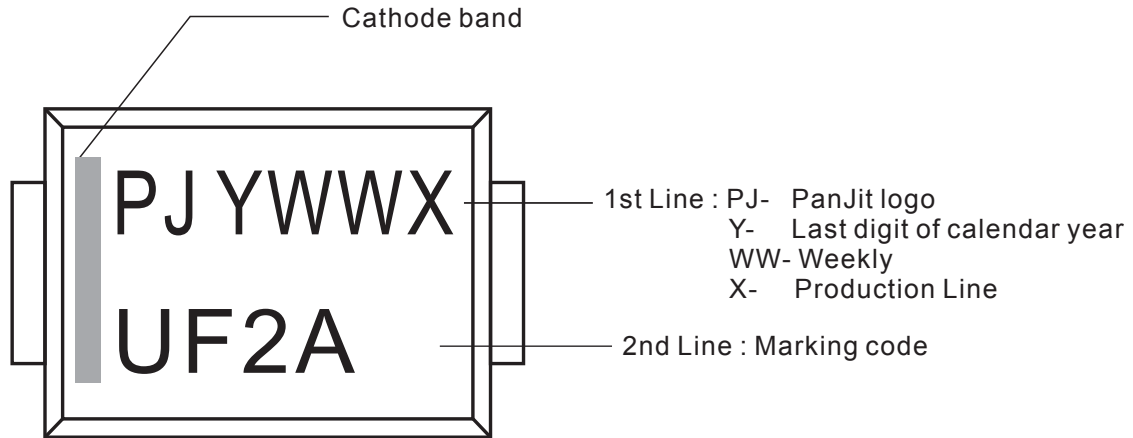 Cathode band
PJ YWWX
1st Line : PJ- PanJit logo
Y- Last digit of calendar year
WW- Weekly
X- Production Line
UF2A
2nd Line : Marking code